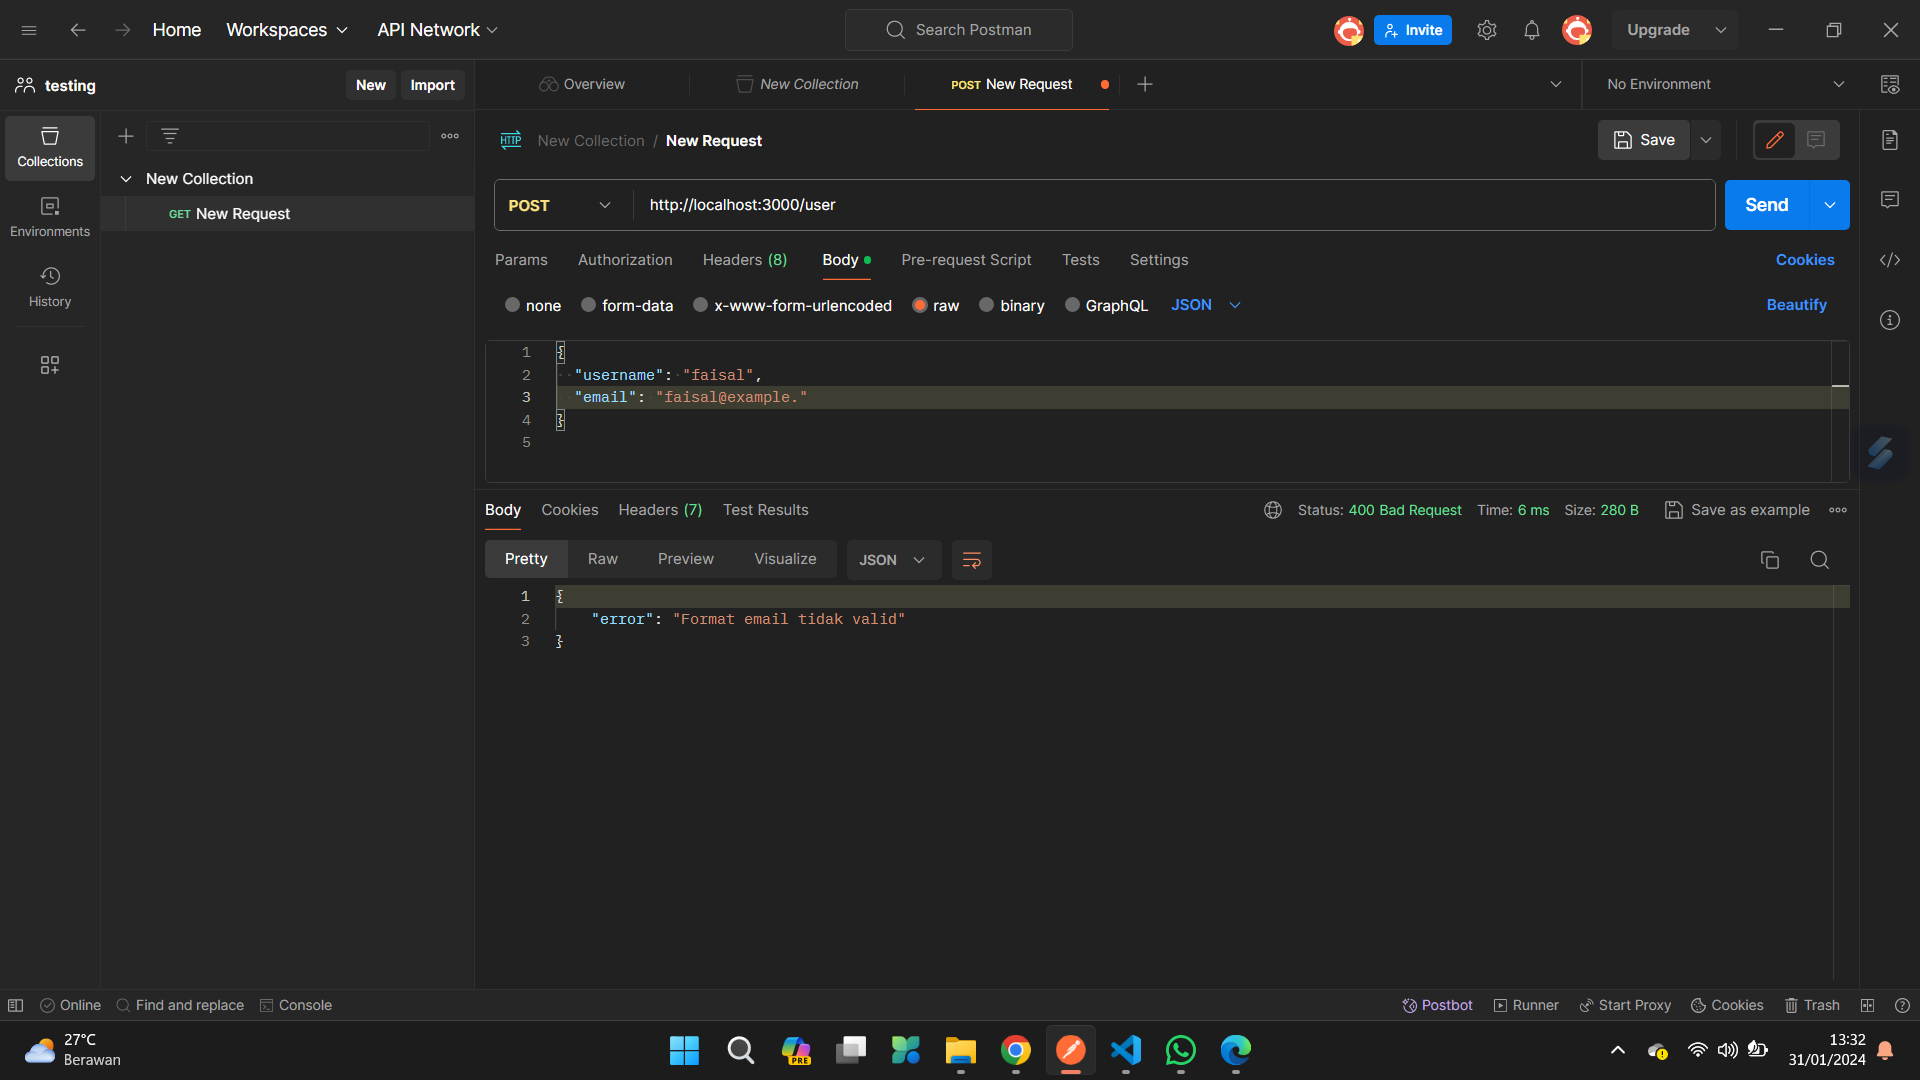 Home
Workspaces
API Network
Search Postman
Invite
Upgrade
testing
New
Import
Overview
New Collection
POST New Request
No Environment
Collections
Environments
History
New Collection
GET New Request
HTTP
New Collection / New Request
Save
POST
http://localhost:3000/user
Send
Params
Authorization
Headers (8)
Body
Pre-request Script
Tests
Settings
Cookies
none
form-data
x-www-form-urlencoded
raw
binary
GraphQL
JSON
Beautify
1 {
2 "username": "faisal",
3 "email": "faisal@example."
4 }
5
Body
Cookies
Headers (7)
Test Results
Status: 400 Bad Request
Time: 6 ms
Size: 280 B
Save as example
Pretty
Raw
Preview
Visualize
JSON
1 {
2 "error": "Format email tidak valid"
3 }
Online
Find and replace
Console
Postbot
Runner
Start Proxy
Cookies
Trash
27°C
Berawan
PRE
13:32
31/01/2024